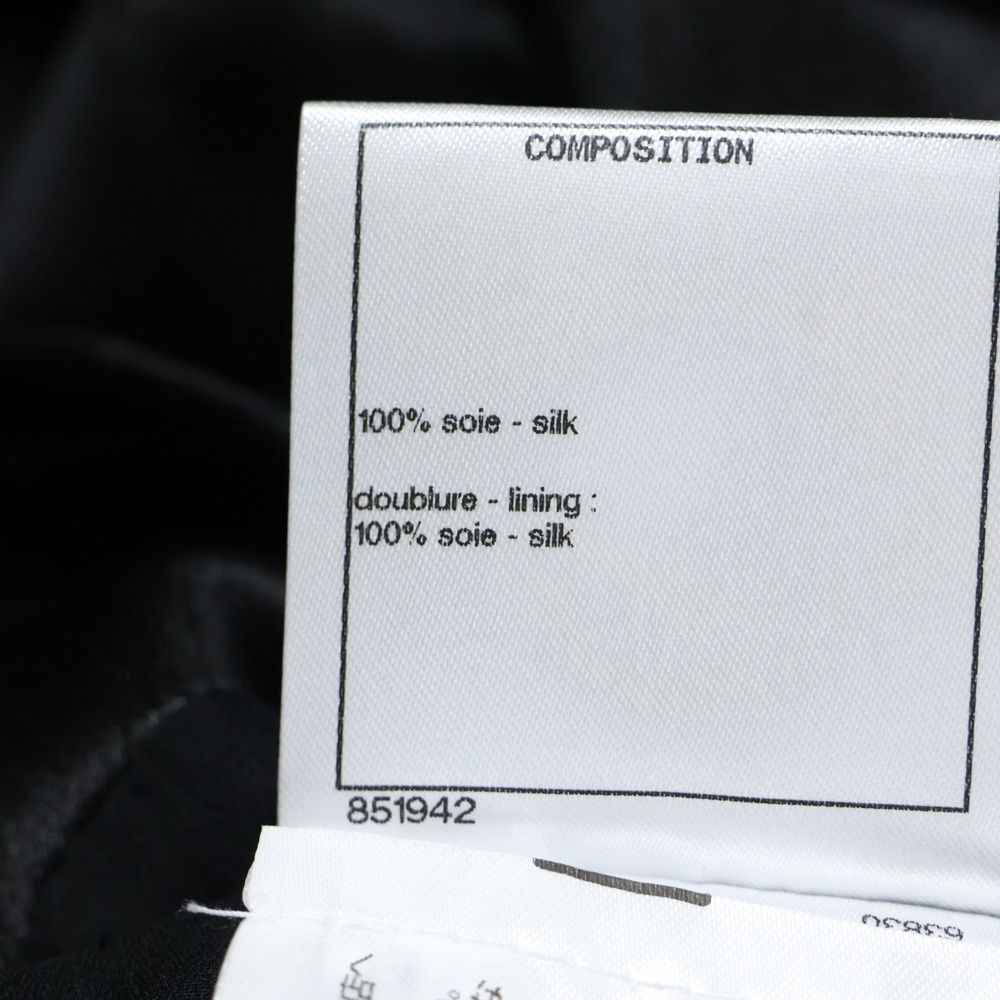 COMPOSITION
100% soie - silk
doublure - lining :
100% soie - silk
851942